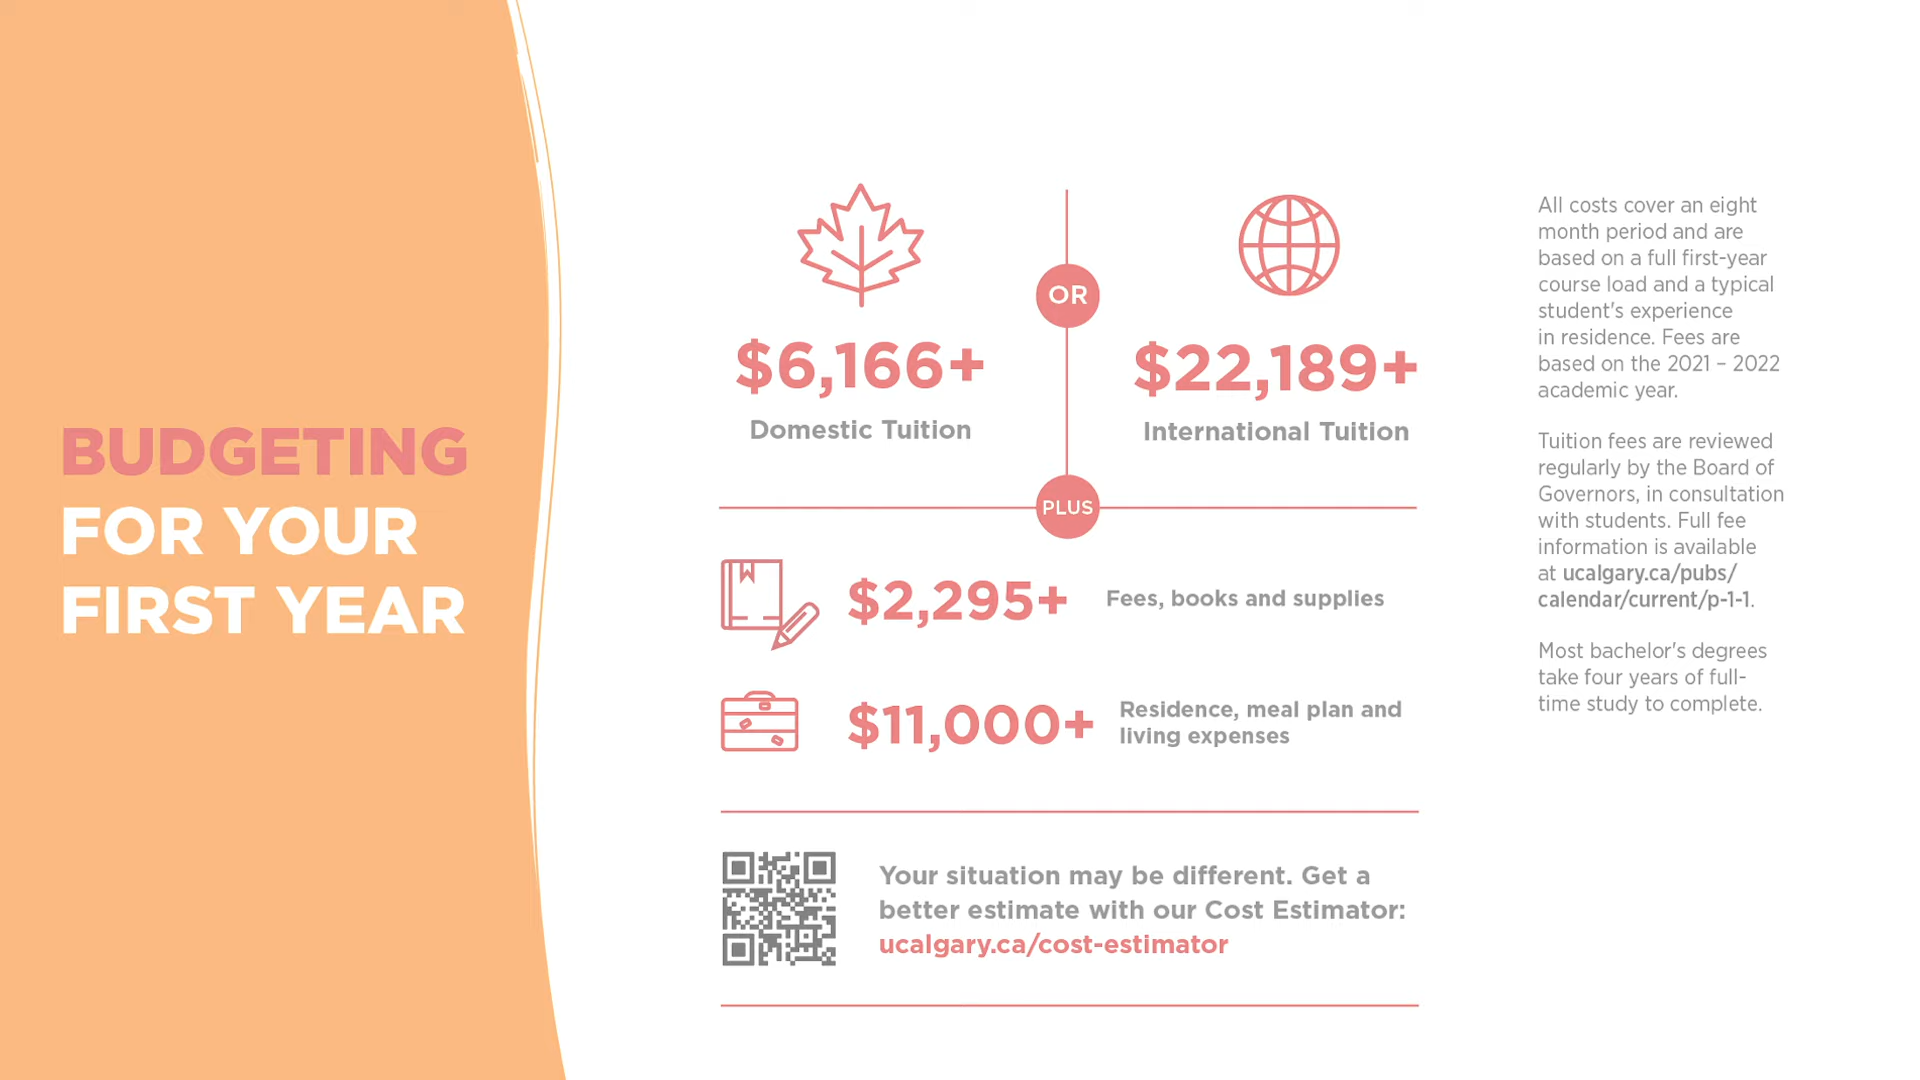 BUDGETING
FOR YOUR
FIRST YEAR
$6,166+
Domestic Tuition
OR
$22,189+
International Tuition
PLUS
$2,295+
Fees, books and supplies
$11,000+
Residence, meal plan and
living expenses
Your situation may be different. Get a
better estimate with our Cost Estimator:
ucalgary.ca/cost-estimator
All costs cover an eight
month period and are
based on a full first-year
course load and a typical
student's experience
in residence. Fees are
based on the 2021 – 2022
academic year.
Tuition fees are reviewed
regularly by the Board of
Governors, in consultation
with students. Full fee
information is available
at ucalgary.ca/pubs/
calendar/current/p-1-1.
Most bachelor's degrees
take four years of full-
time study to complete.